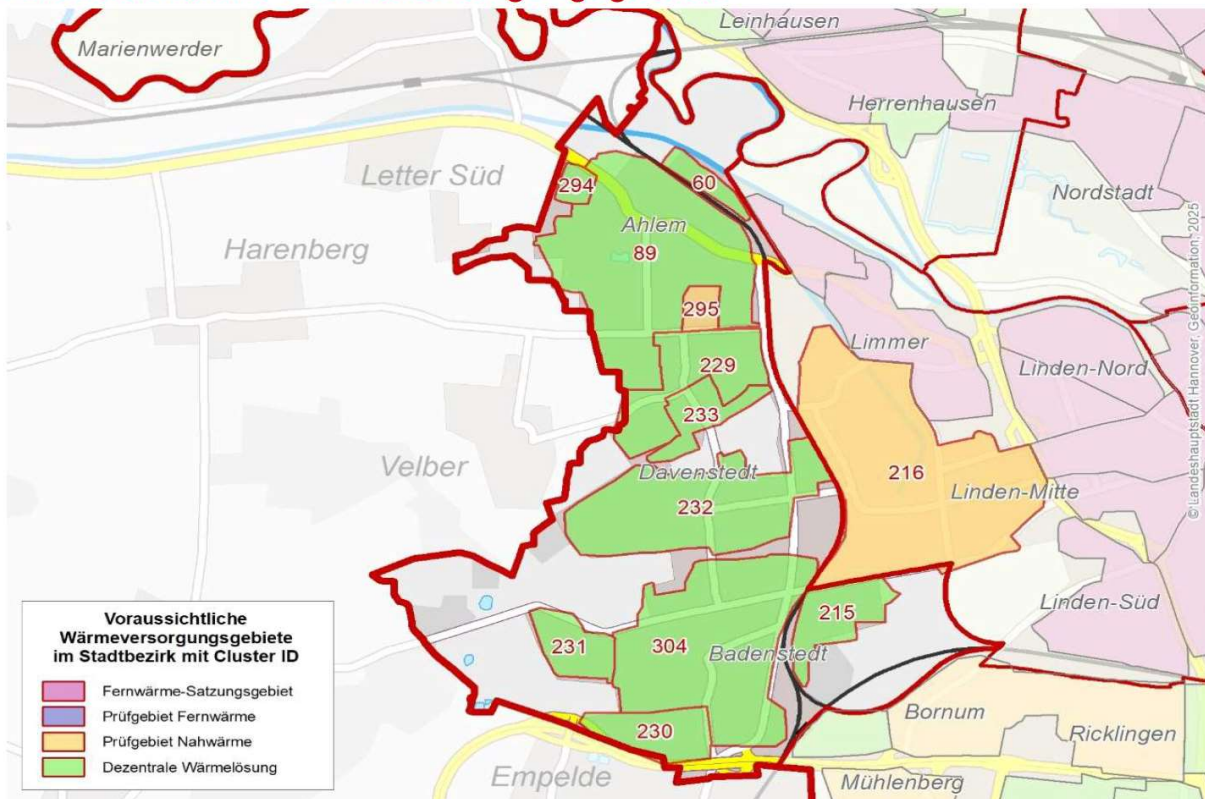 Leinhausen
Marienwerder
Herrenhausen
Letter Süd
294
60
Nordstadt
Ahlem
Harenberg
89
295
Limmer
229
Linden-Nord
233
Velber
Davenstedt
216
Linden-Mitte
232
Linden-Süd
215
231
304
Badenstedt
Bornum
230
Ricklingen
Empelde
Mühlenberg
Voraussichtliche
Wärmeversorgungsgebiete
im Stadtbezirk mit Cluster ID
Fernwärme-Satzungsgebiet
Prüfgebiet Fernwärme
Prüfgebiet Nahwärme
Dezentrale Wärmelösung
© Landeshauptstadt Hannover, Geoinformation, 2025